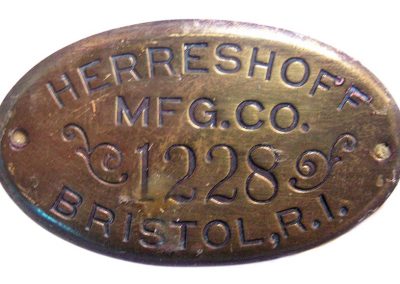 HERRESHOFF
MFG.CO.
1228
BRISTOL,R.I.